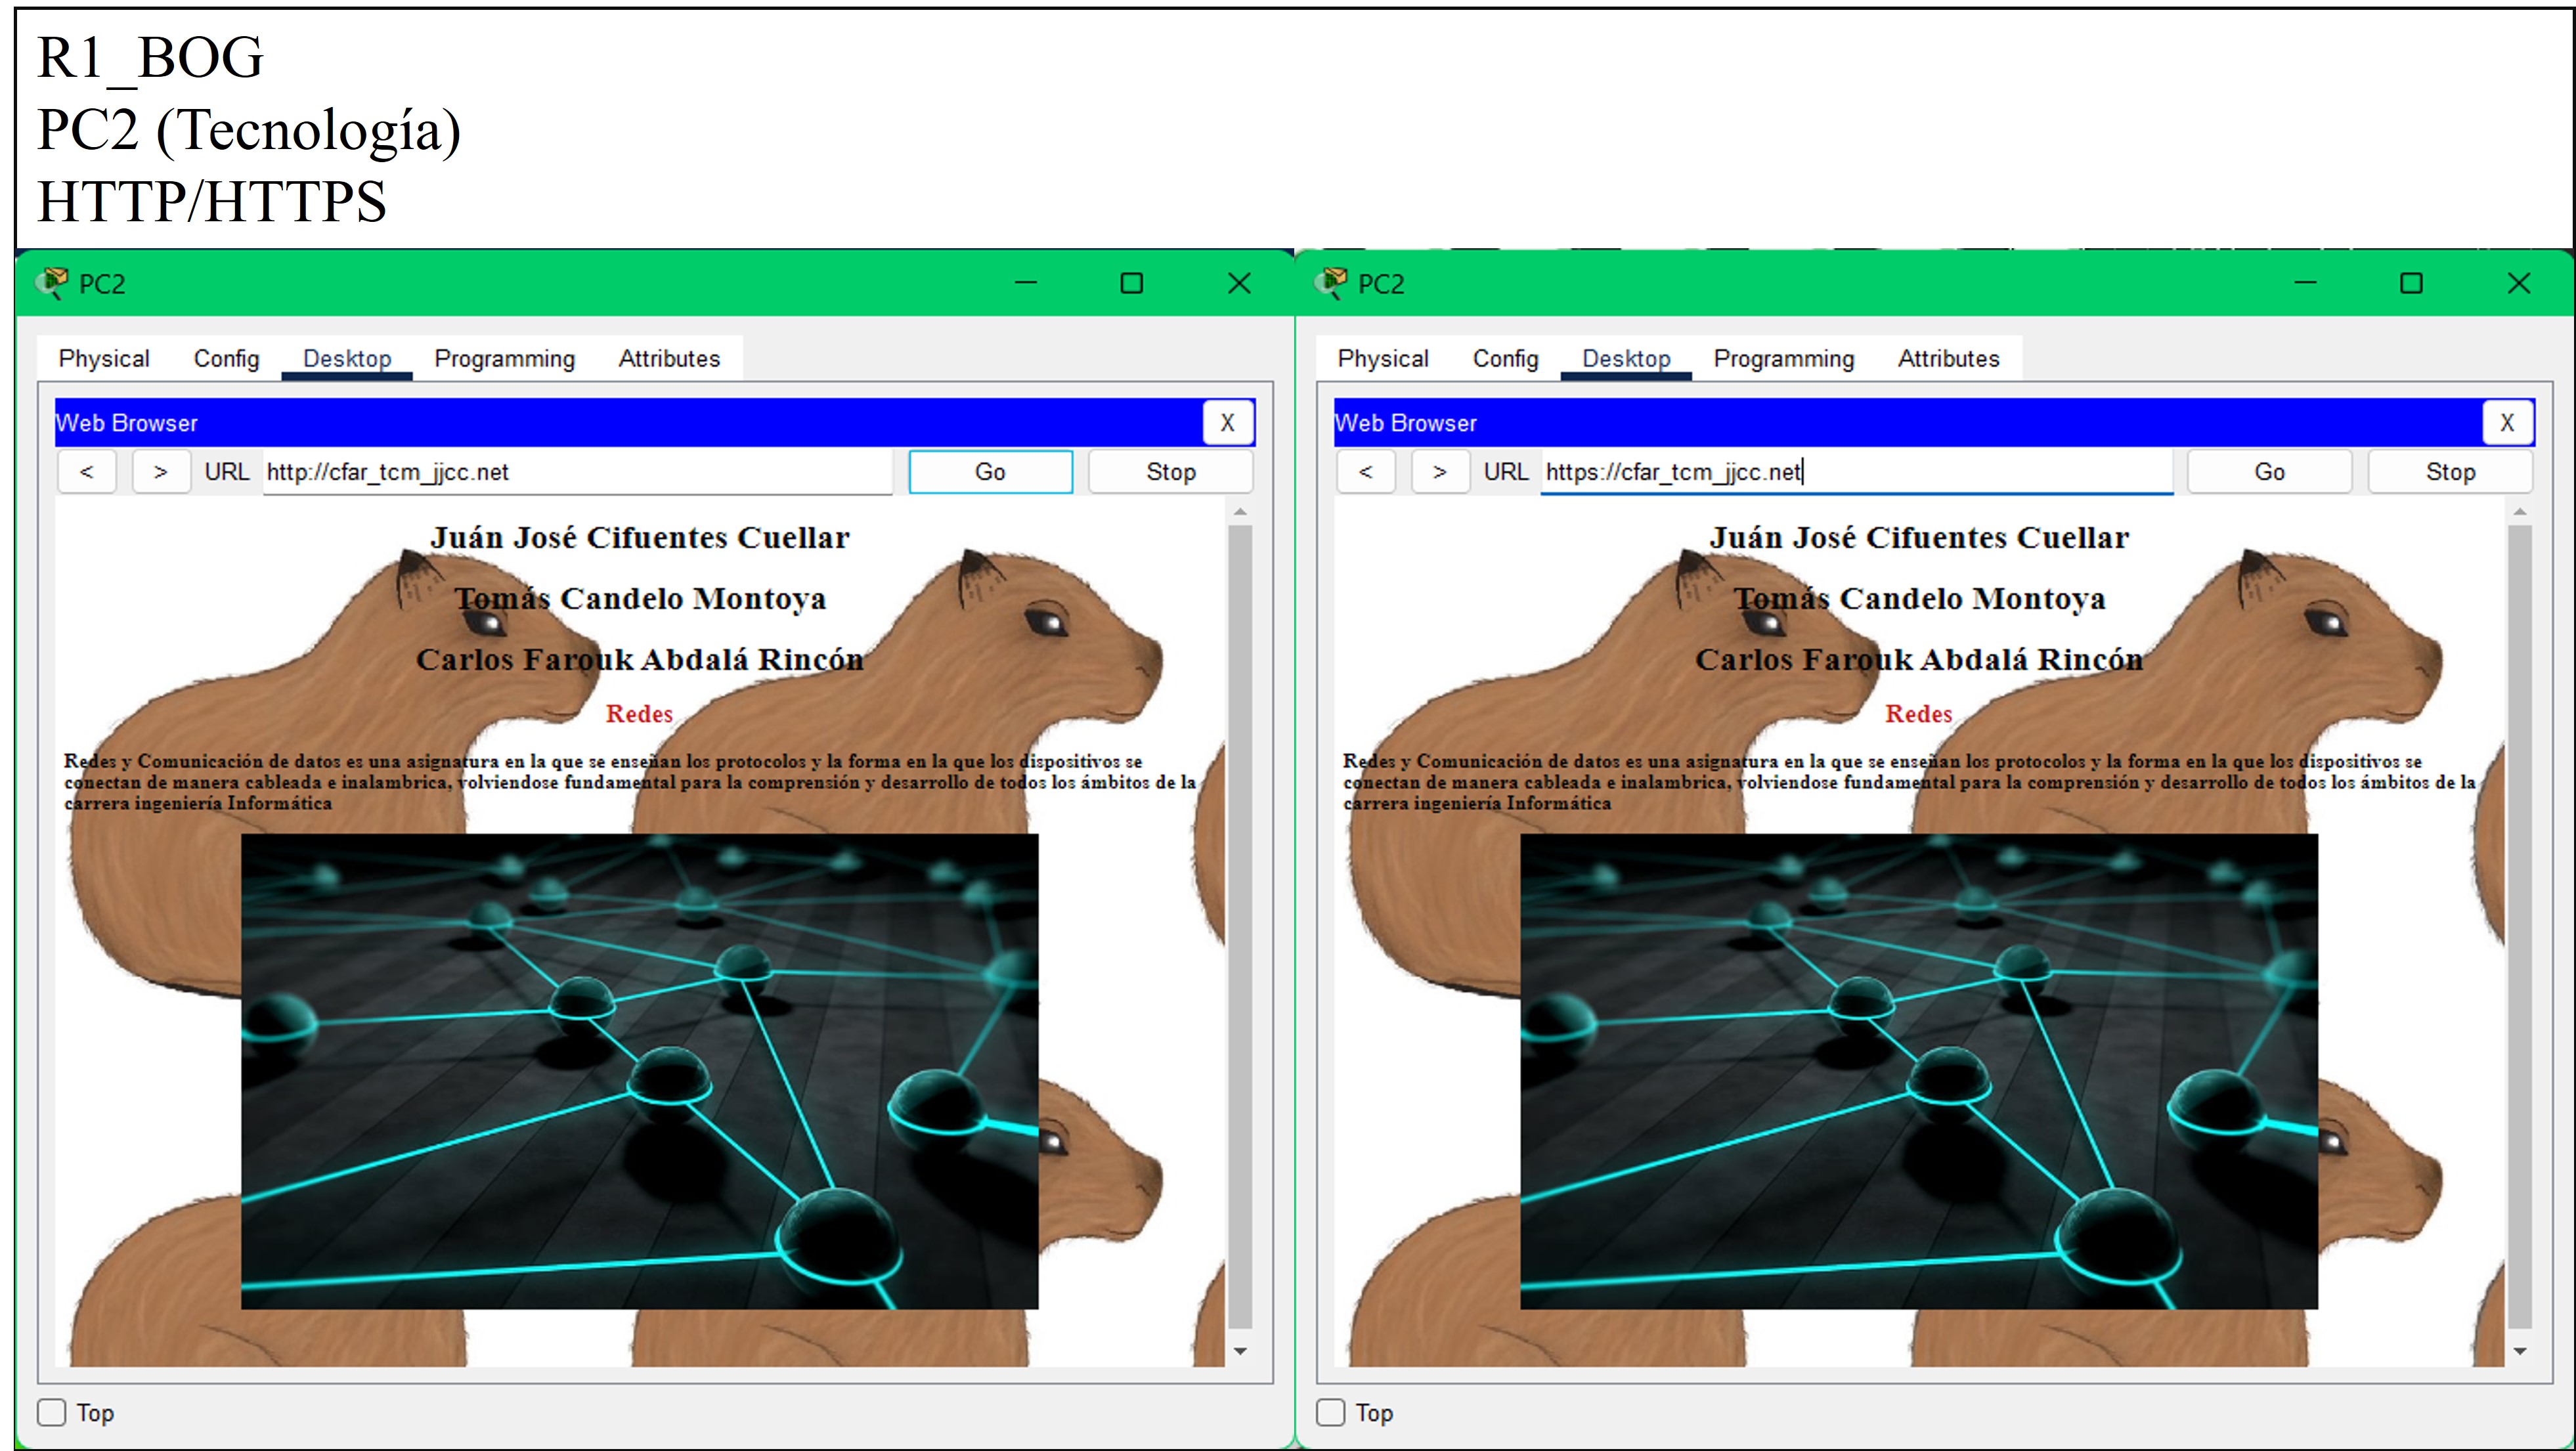 R1_BOG
PC2 (Tecnología)
HTTP/HTTPS
PC2
Physical Config Desktop Programming Attributes
Web Browser X
< > URL http://cfar_tcm_jjcc.net Go Stop
Juán José Cifuentes Cuellar
Tomás Candelo Montoya
Carlos Farouk Abdalá Rincón
Redes
Redes y Comunicación de datos es una asignatura en la que se enseñan los protocolos y la forma en la que los dispositivos se
conectan de manera cableada e inalambrica, volviendose fundamental para la comprensión y desarrollo de todos los ámbitos de la
carrera ingeniería Informática
Top
PC2
Physical Config Desktop Programming Attributes
Web Browser X
< > URL https://cfar_tcm_jjcc.net Go Stop
Juán José Cifuentes Cuellar
Tomás Candelo Montoya
Carlos Farouk Abdalá Rincón
Redes
Redes y Comunicación de datos es una asignatura en la que se enseñan los protocolos y la forma en la que los dispositivos se
conectan de manera cableada e inalambrica, volviendose fundamental para la comprensión y desarrollo de todos los ámbitos de la
carrera ingeniería Informática
Top